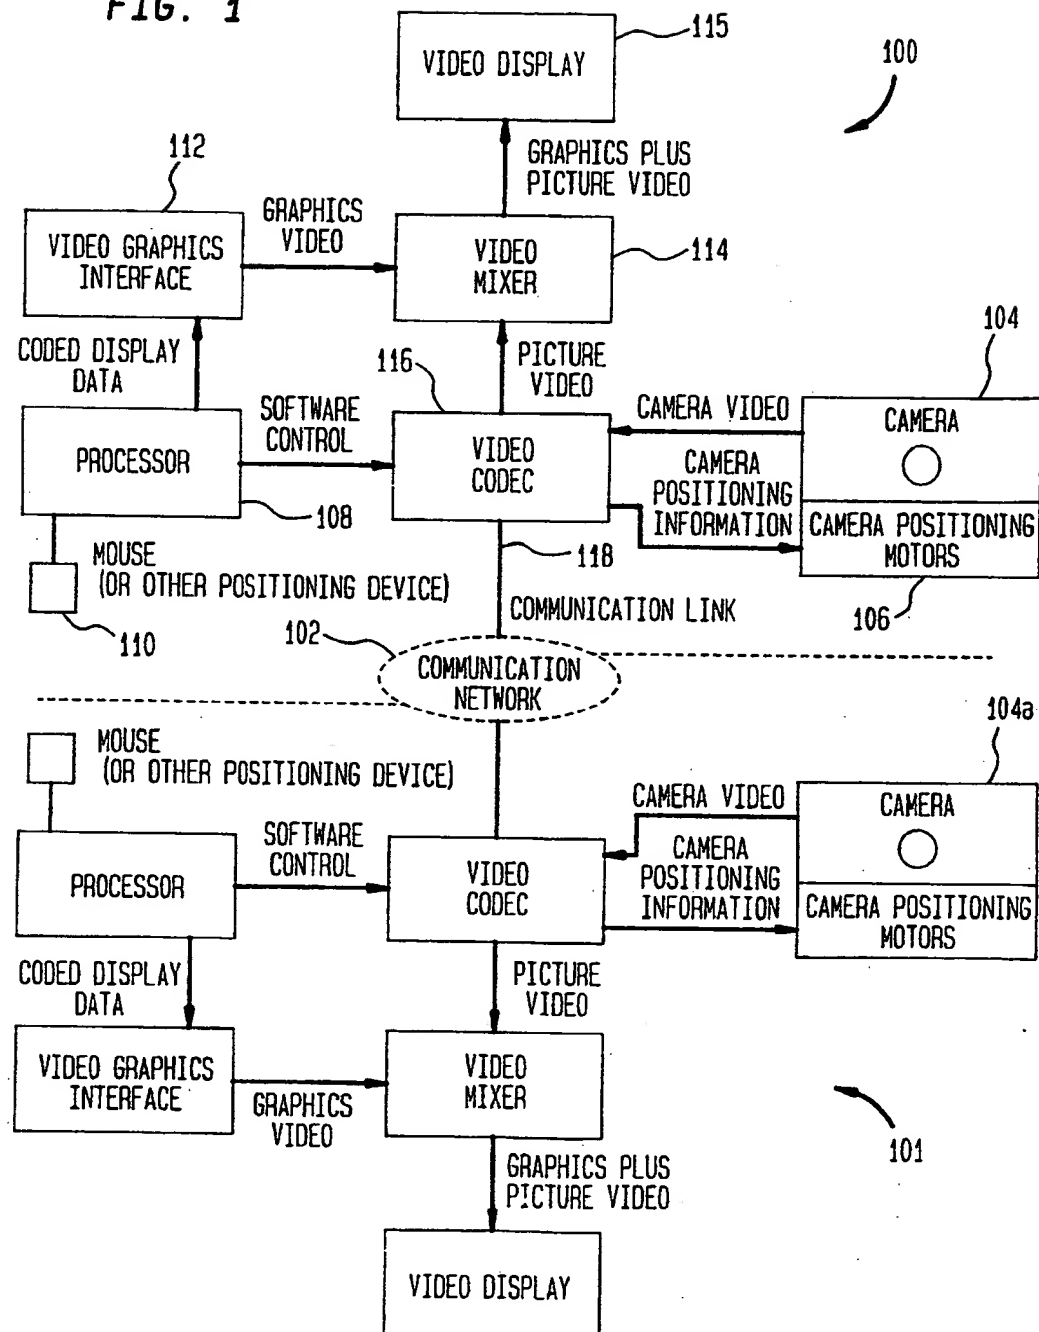 FIG. 1
VIDEO DISPLAY
115
100
GRAPHICS PLUS
PICTURE VIDEO
112
VIDEO GRAPHICS
INTERFACE
GRAPHICS
VIDEO
VIDEO
MIXER
114
CODED DISPLAY
DATA
116
PICTURE
VIDEO
104
PROCESSOR
108
SOFTWARE
CONTROL
VIDEO
CODEC
CAMERA VIDEO
CAMERA
CAMERA
POSITIONING
INFORMATION
CAMERA POSITIONING
MOTORS
106
MOUSE
(OR OTHER POSITIONING DEVICE)
110
118
COMMUNICATION LINK
102
COMMUNICATION
NETWORK
104a
MOUSE
(OR OTHER POSITIONING DEVICE)
PROCESSOR
SOFTWARE
CONTROL
VIDEO
CODEC
CAMERA VIDEO
CAMERA
CAMERA
POSITIONING
INFORMATION
CAMERA POSITIONING
MOTORS
CODED DISPLAY
DATA
PICTURE
VIDEO
VIDEO GRAPHICS
INTERFACE
GRAPHICS
VIDEO
VIDEO
MIXER
101
GRAPHICS PLUS
PICTURE VIDEO
VIDEO DISPLAY